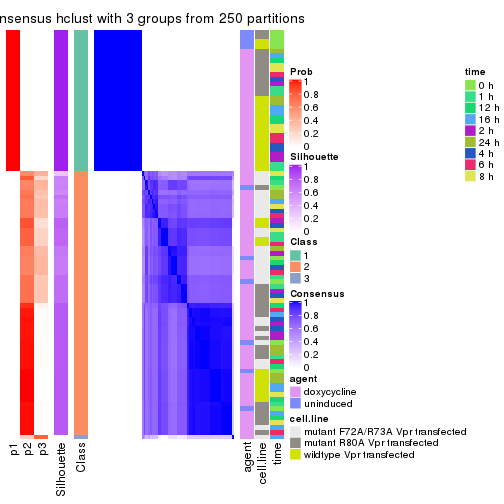 nsensus hclust with 3 groups from 250 partitions
Prob
1
0.8
0.6
0.4
0.2
0
Silhouette
1
0.8
0.6
0.4
0.2
0
Class
1
2
3
Consensus
1
0.8
0.6
0.4
0.2
0
agent
doxycycline
uninduced
cell.line
mutant F72A/R73A Vpr transfected
mutant R80A Vpr transfected
wildtype Vpr transfected
time
0 h
1 h
12 h
16 h
2 h
24 h
4 h
6 h
8 h
p1
p2
p3
Silhouette
Class
agent
cell.line
time